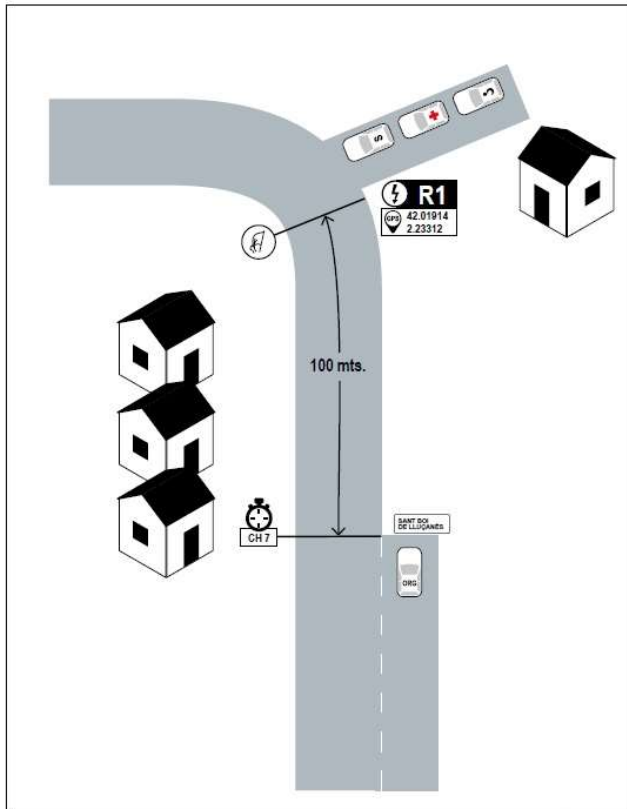 C
S
R1
GPS
42.01914
2.23312
100 mts.
SANT BOI
DE LLUÇANÈS
CH 7
ORG.